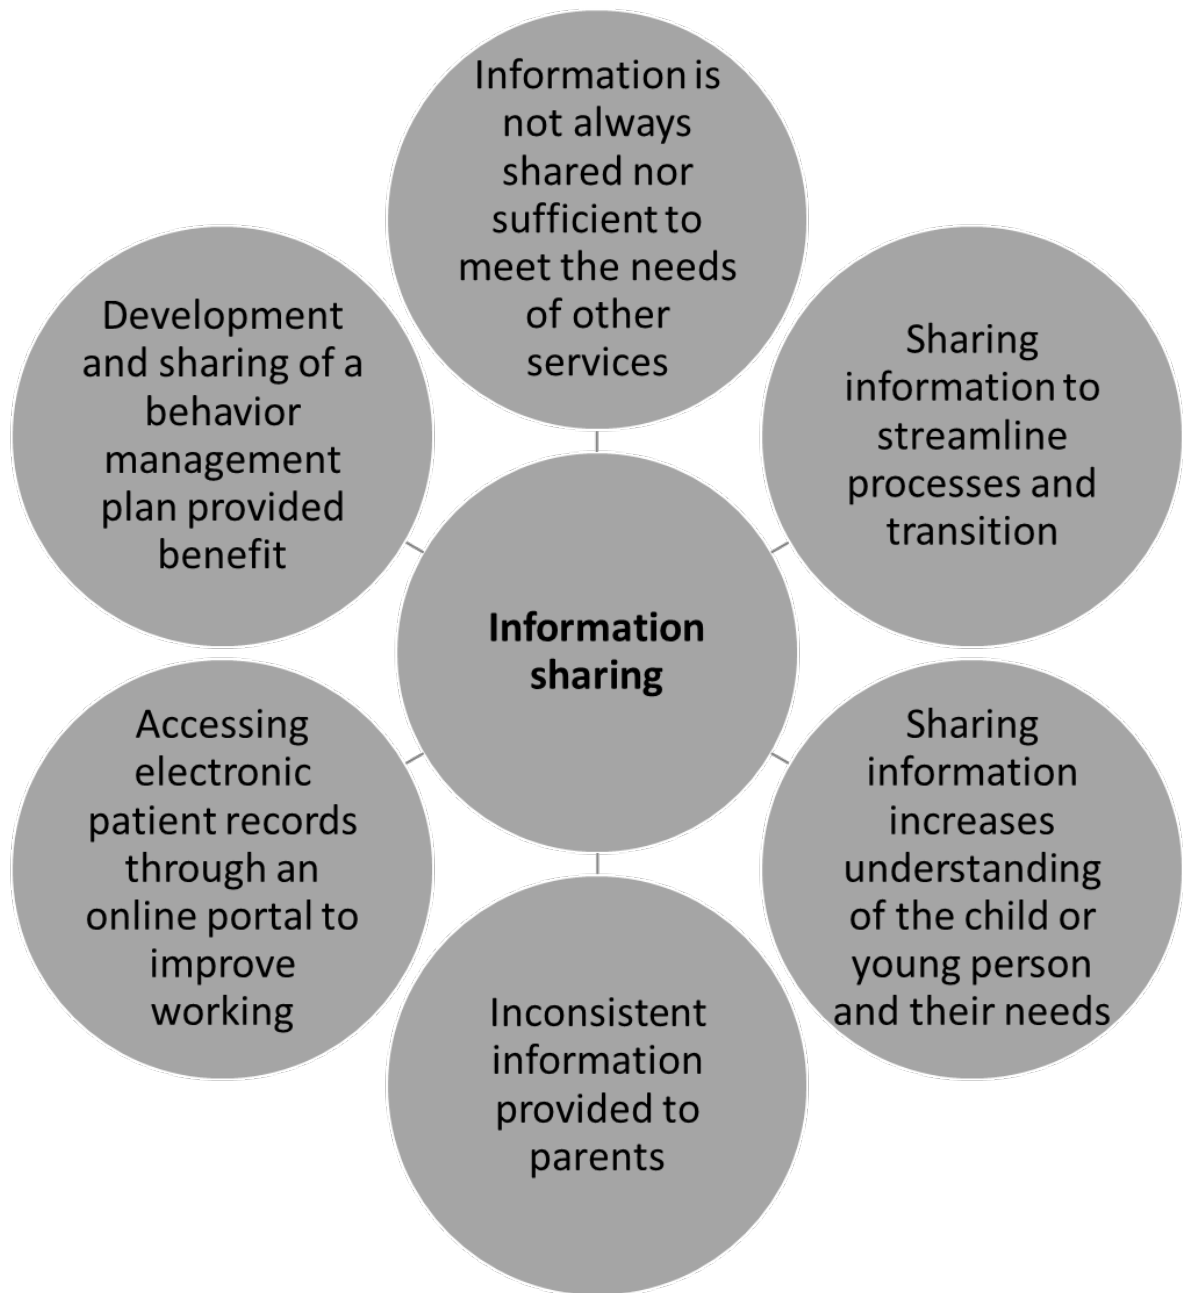 Information is
not always
shared nor
sufficient to
meet the needs
of other
services
Sharing
information to
streamline
processes and
transition
Sharing
information
increases
understanding
of the child or
young person
and their needs
Inconsistent
information
provided to
parents
Accessing
electronic
patient records
through an
online portal to
improve
working
Development
and sharing of a
behavior
management
plan provided
benefit
Information
sharing